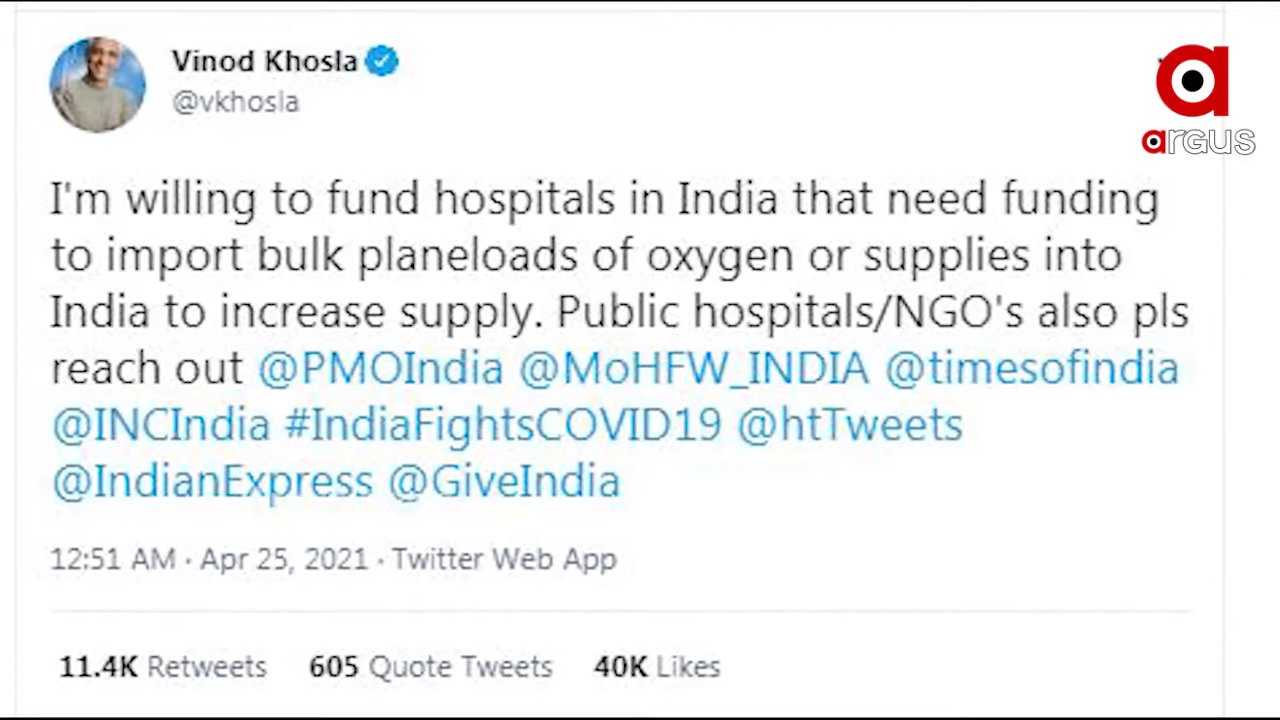 Vinod Khosla
@vkhosla
argus
I'm willing to fund hospitals in India that need funding
to import bulk planeloads of oxygen or supplies into
India to increase supply. Public hospitals/NGO's also pls
reach out @PMOIndia @MoHFW_INDIA @timesofindia
@INCIndia #IndiaFightsCOVID19 @htTweets
@IndianExpress @GiveIndia
12:51 AM · Apr 25, 2021 · Twitter Web App
11.4K Retweets 605 Quote Tweets 40K Likes